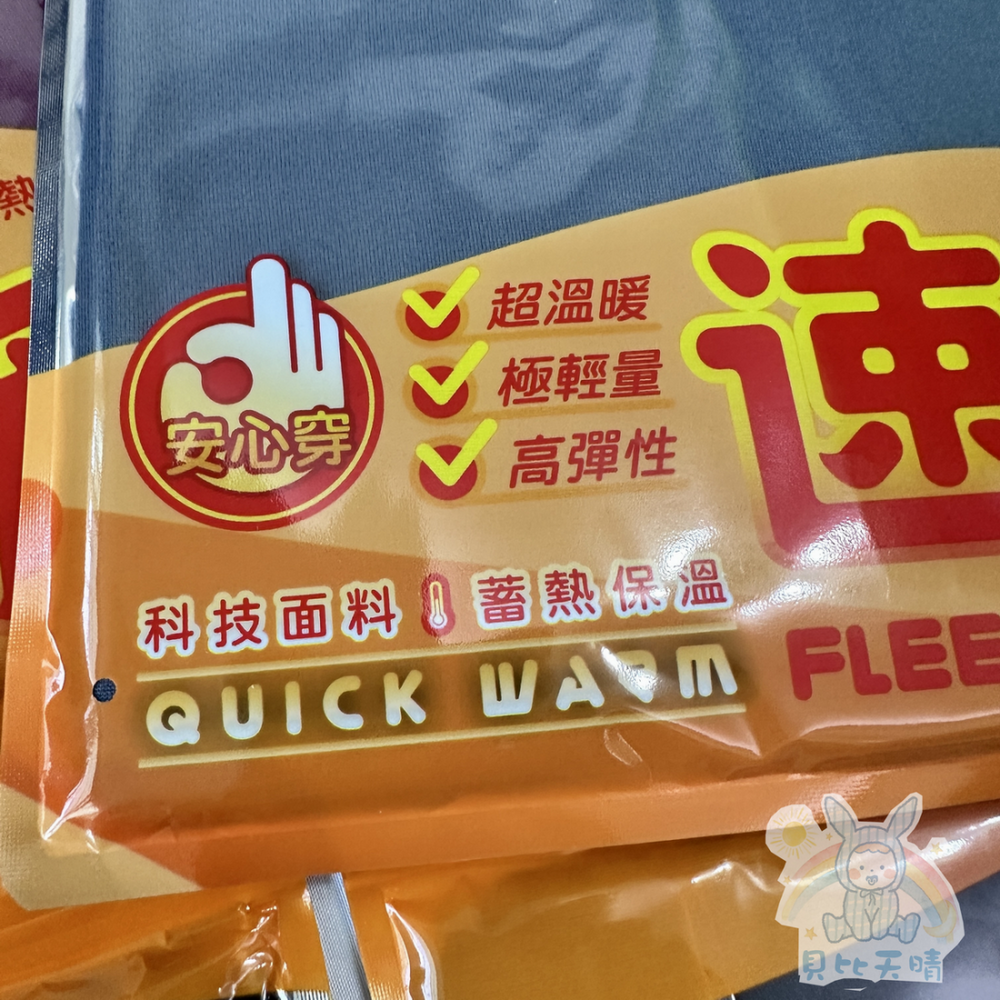 熱
超溫暖
極輕量
高彈性
安心穿
速
科技面料 蓄熱保溫
QUICK WARM
FLEE
貝比天晴